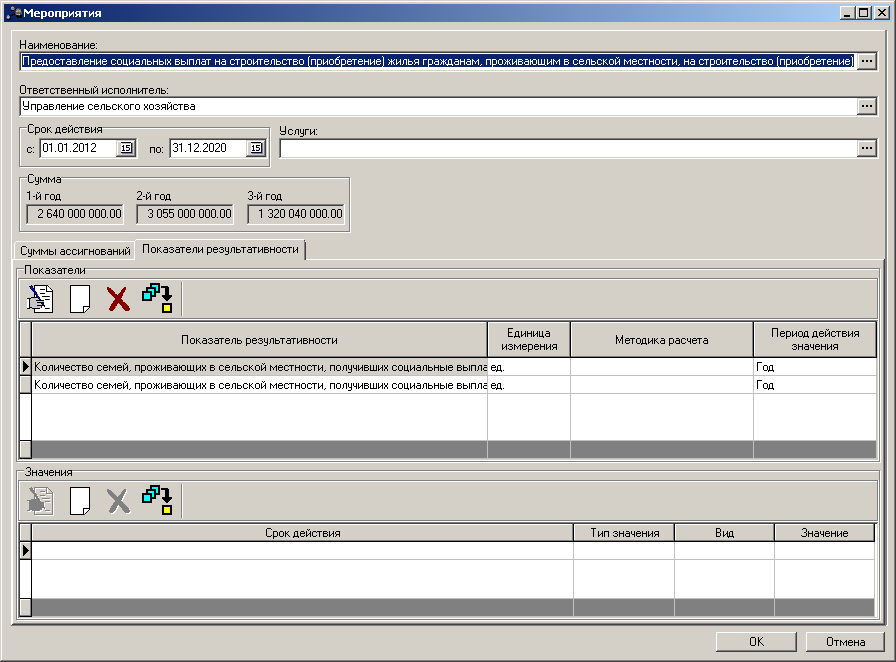 Мероприятия
Наименование:
Предоставление социальных выплат на строительство (приобретение) жилья гражданам, проживающим в сельской местности, на строительство (приобретение)
...
Ответственный исполнитель:
Управление сельского хозяйства
...
Срок действия
с: 01.01.2012 15 по: 31.12.2020 15
Услуги:
...
Сумма
1-й год 2-й год 3-й год
2 640 000 000.00 3 055 000 000.00 1 320 040 000.00
Суммы ассигнований Показатели результативности
Показатели
Показатель результативности Единица измерения Методика расчета Период действия значения
Количество семей, проживающих в сельской местности, получивших социальные выпла ед. Год
Количество семей, проживающих в сельской местности, получивших социальные выпла ед. Год
Значения
Срок действия Тип значения Вид Значение
OK Отмена